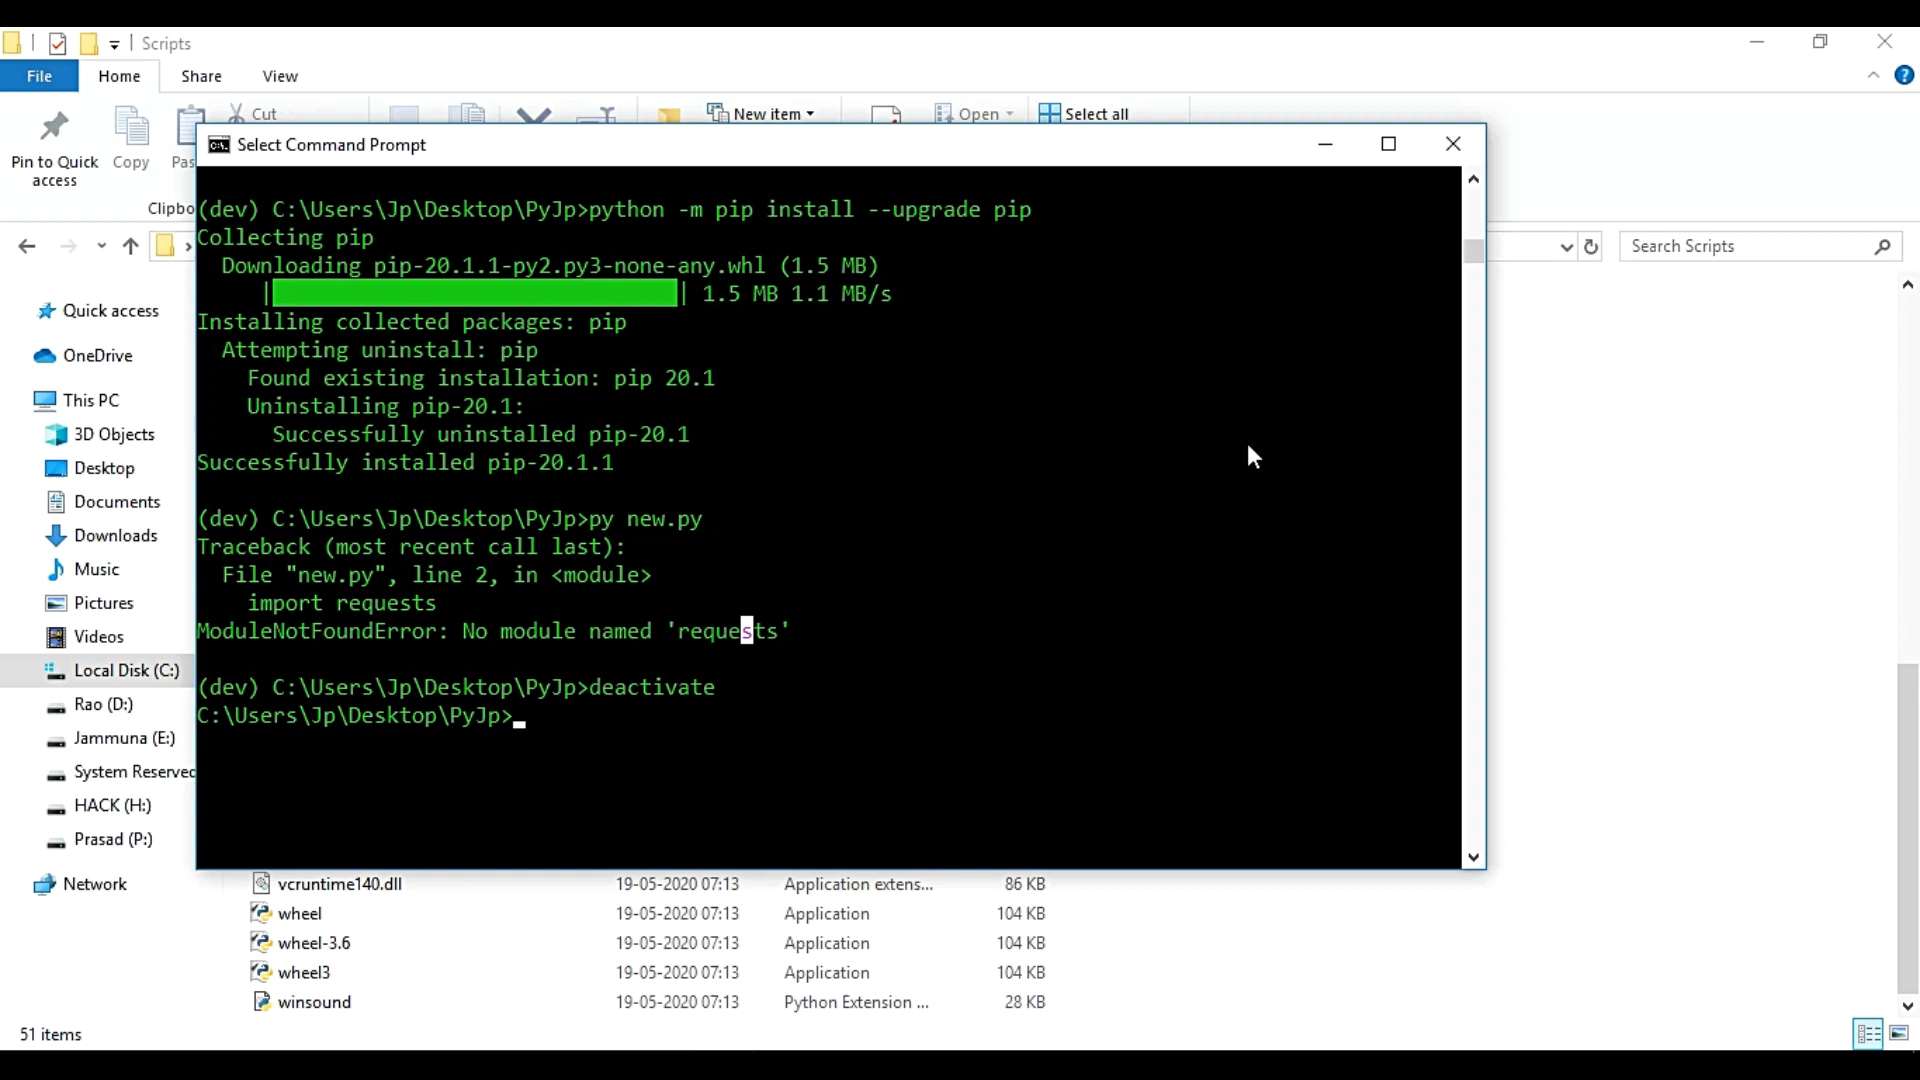 Scripts
File
Home
Share
View
Pin to Quick
access
Copy
Cut
New item
Open
Select all
Select Command Prompt
(dev) C:\Users\Jp\Desktop\PyJp>python -m pip install --upgrade pip
Collecting pip
Downloading pip-20.1.1-py2.py3-none-any.whl (1.5 MB)
| 1.5 MB 1.1 MB/s
Installing collected packages: pip
Attempting uninstall: pip
Found existing installation: pip 20.1
Uninstalling pip-20.1:
Successfully uninstalled pip-20.1
Successfully installed pip-20.1.1
(dev) C:\Users\Jp\Desktop\PyJp>py new.py
Traceback (most recent call last):
File "new.py", line 2, in <module>
import requests
ModuleNotFoundError: No module named 'requests'
(dev) C:\Users\Jp\Desktop\PyJp>deactivate
C:\Users\Jp\Desktop\PyJp>
Search Scripts
Quick access
OneDrive
This PC
3D Objects
Desktop
Documents
Downloads
Music
Pictures
Videos
Local Disk (C:)
Rao (D:)
Jammuna (E:)
System Reserved
HACK (H:)
Prasad (P:)
Network
vcruntime140.dll 19-05-2020 07:13 Application extens... 86 KB
wheel 19-05-2020 07:13 Application 104 KB
wheel-3.6 19-05-2020 07:13 Application 104 KB
wheel3 19-05-2020 07:13 Application 104 KB
winsound 19-05-2020 07:13 Python Extension ... 28 KB
51 items